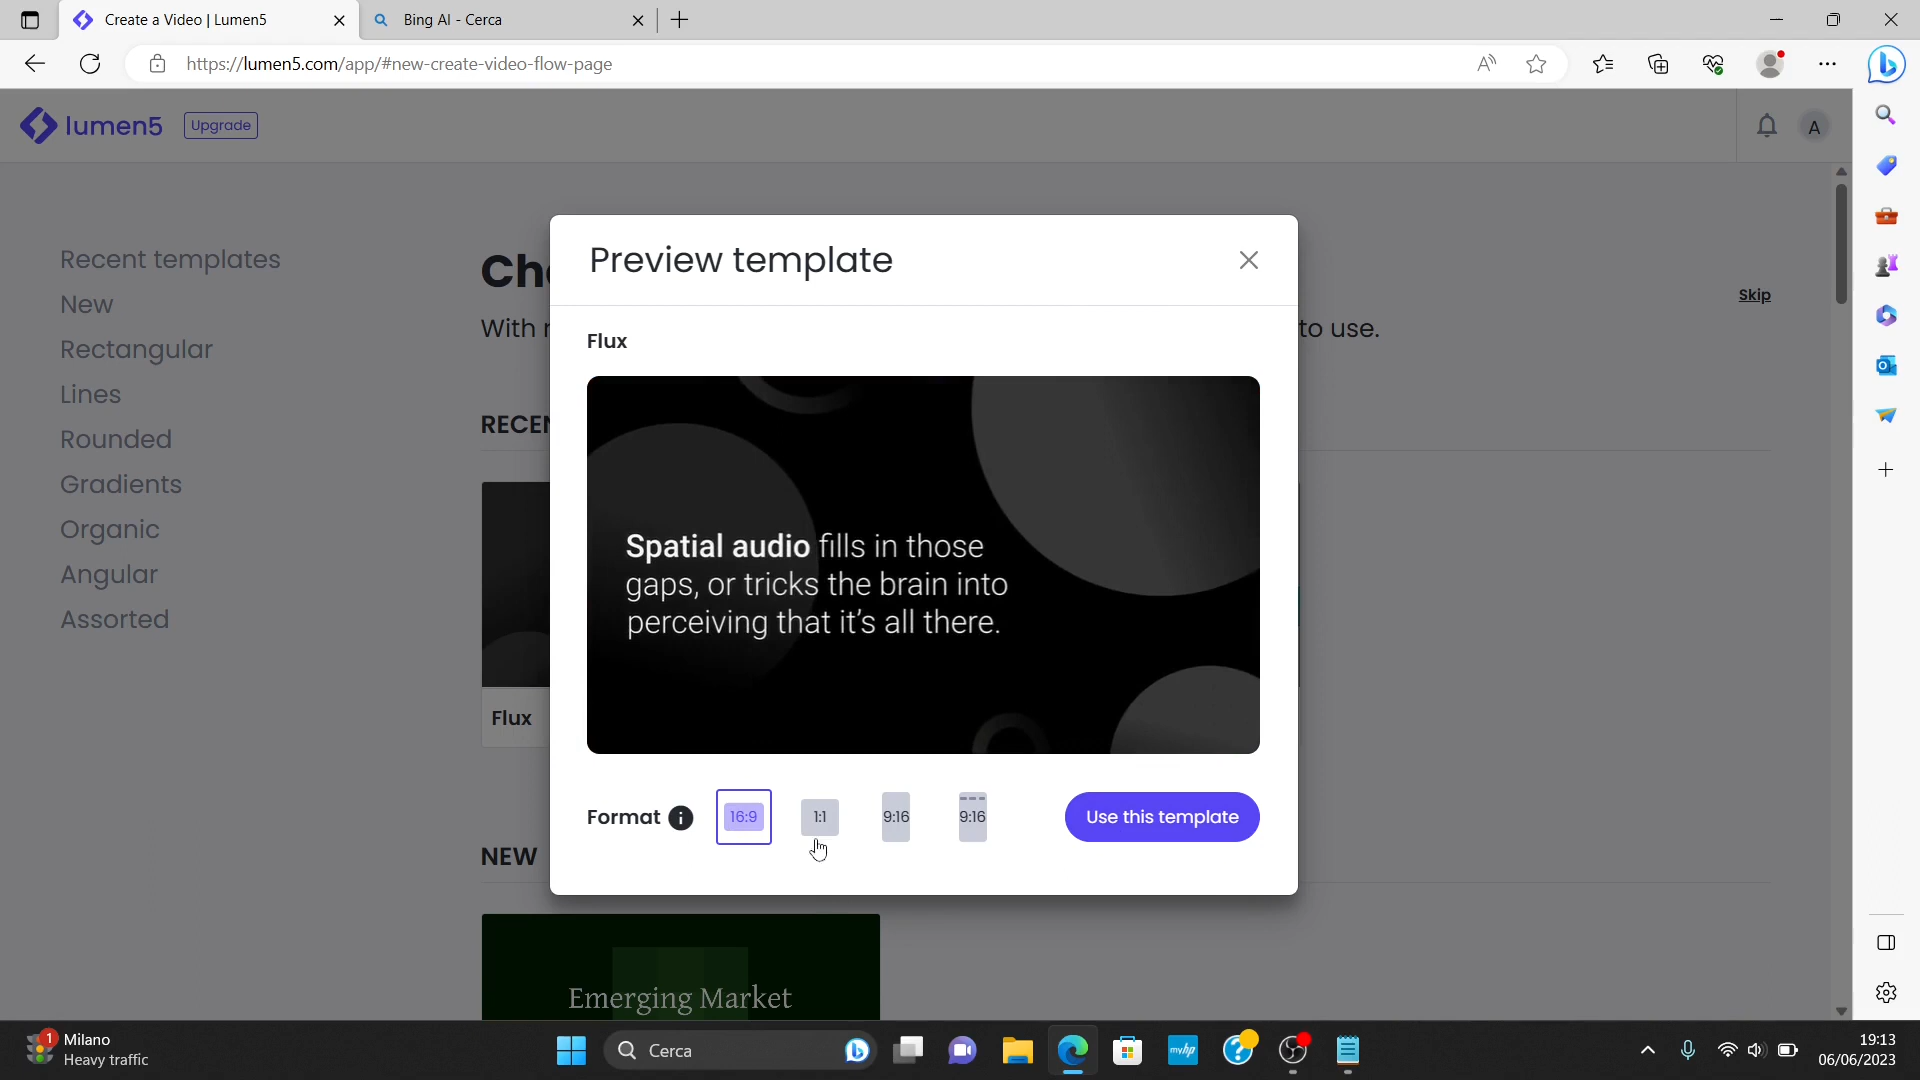 Create a Video | Lumen5
Bing AI - Cerca
https://lumen5.com/app/#new-create-video-flow-page
lumen5
Upgrade
A
Recent templates
New
Rectangular
Lines
Rounded
Gradients
Organic
Angular
Assorted
Ch
Skip
With
to use.
RECEN
Flux
NEW
Emerging Market
Preview template
Flux
Spatial audio fills in those
gaps, or tricks the brain into
perceiving that it's all there.
Format
16:9
1:1
9:16
9:16
Use this template
1
Milano
Heavy traffic
Cerca
myhp
19:13
06/06/2023